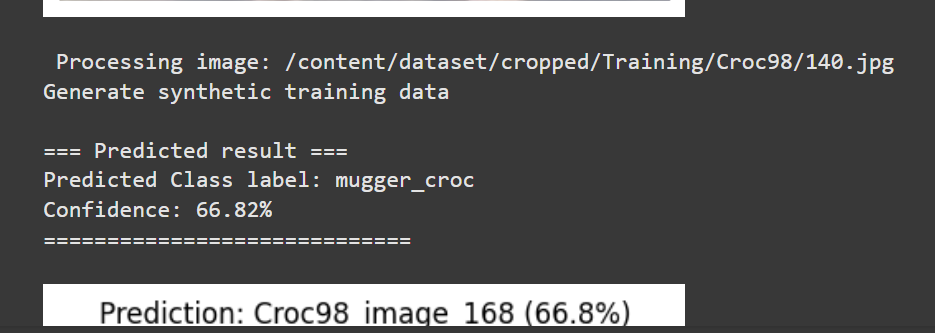 Processing image: /content/dataset/cropped/Training/Croc98/140.jpg
Generate synthetic training data
=== Predicted result ===
Predicted Class label: mugger_croc
Confidence: 66.82%
=============================
Prediction: Croc98_image_168 (66.8%)